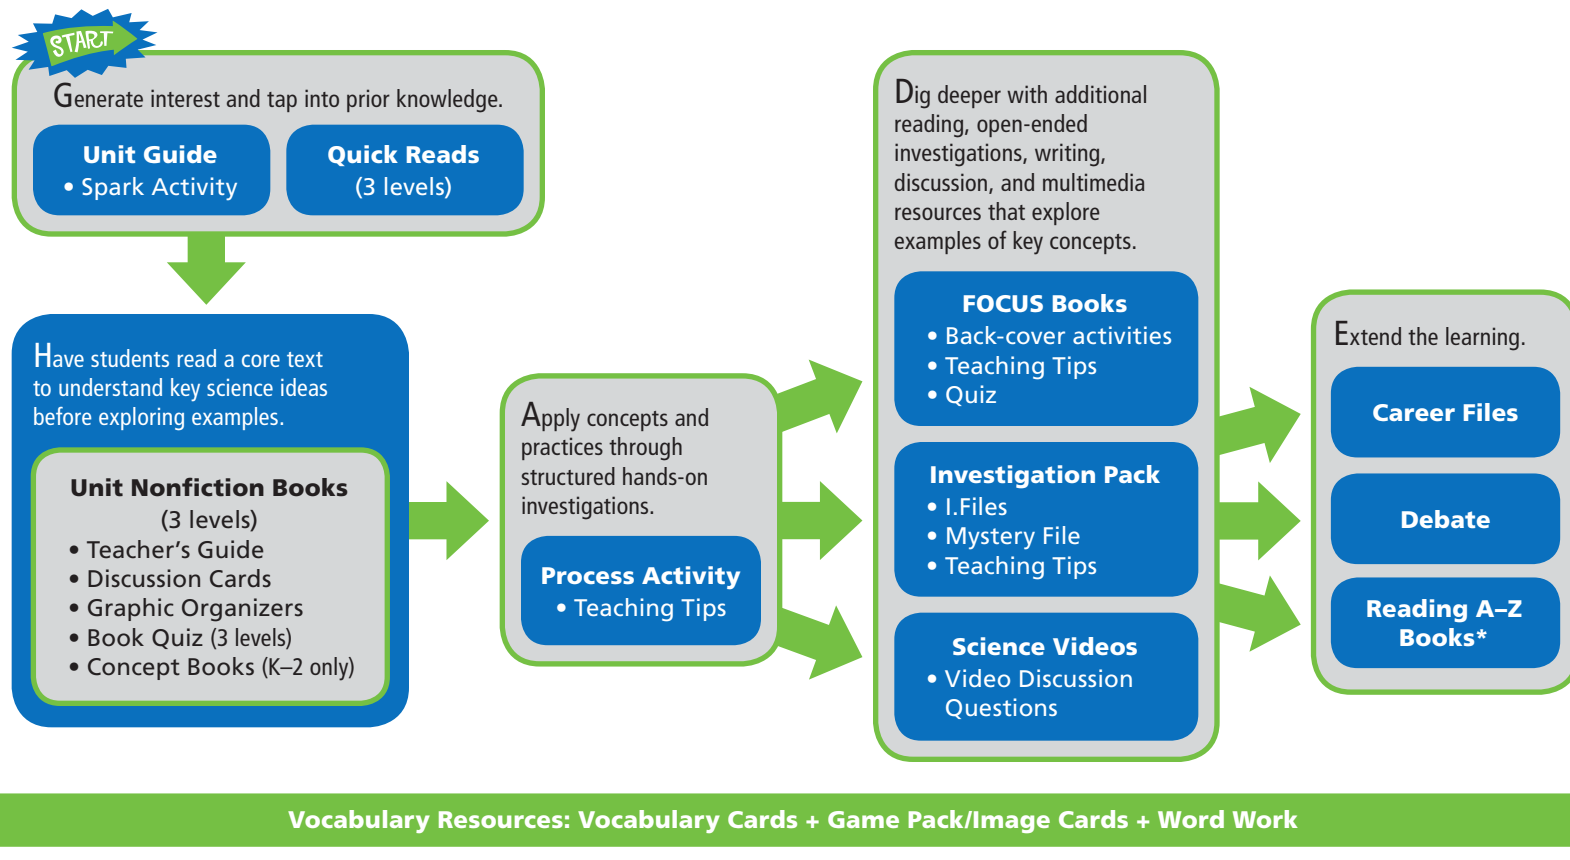 START
Generate interest and tap into prior knowledge.
Unit Guide
• Spark Activity
Quick Reads
(3 levels)
Have students read a core text
to understand key science ideas
before exploring examples.
Unit Nonfiction Books
(3 levels)
• Teacher's Guide
• Discussion Cards
• Graphic Organizers
• Book Quiz (3 levels)
• Concept Books (K–2 only)
Apply concepts and
practices through
structured hands-on
investigations.
Process Activity
• Teaching Tips
Dig deeper with additional
reading, open-ended
investigations, writing,
discussion, and multimedia
resources that explore
examples of key concepts.
FOCUS Books
• Back-cover activities
• Teaching Tips
• Quiz
Investigation Pack
• I.Files
• Mystery File
• Teaching Tips
Science Videos
• Video Discussion
Questions
Extend the learning.
Career Files
Debate
Reading A–Z
Books*
Vocabulary Resources: Vocabulary Cards + Game Pack/Image Cards + Word Work